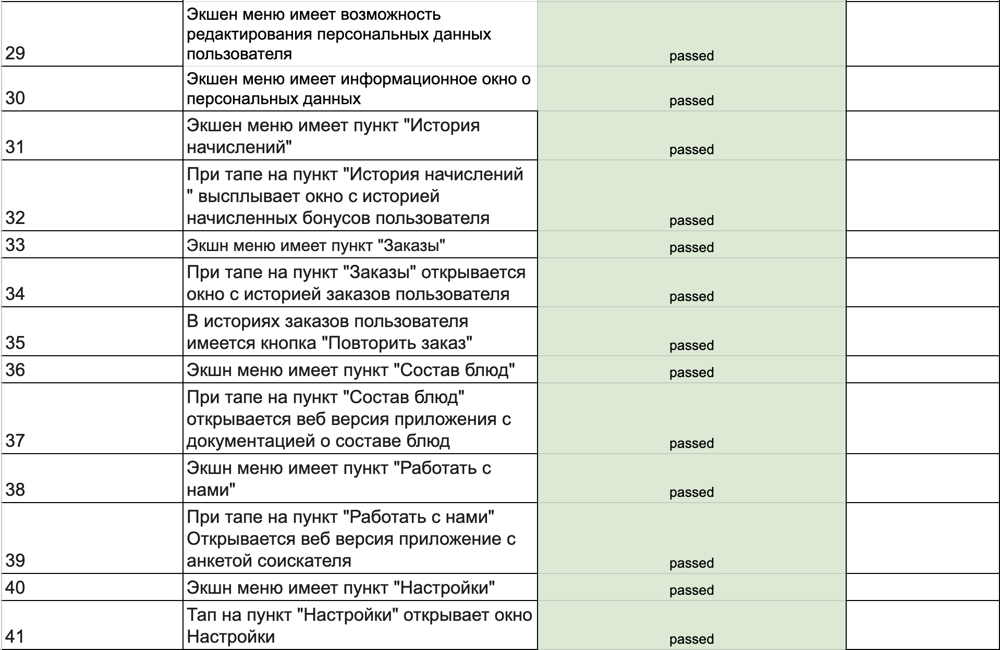 Экшен меню имеет возможность
редактирования персональных данных
29 пользователя passed
Экшен меню имеет информационное окно о
30 персональных данных passed
Экшен меню имеет пункт "История
31 начислений" passed
При тапе на пункт "История начислений
" высплывает окно с историей
32 начисленных бонусов пользователя passed
33 Экшн меню имеет пункт "Заказы" passed
При тапе на пункт "Заказы" открывается
34 окно с историей заказов пользователя passed
В историях заказов пользователя
35 имеется кнопка "Повторить заказ" passed
36 Экшн меню имеет пункт "Состав блюд" passed
При тапе на пункт "Состав блюд"
открывается веб версия приложения с
37 документацией о составе блюд passed
Экшн меню имеет пункт "Работать с
38 нами" passed
При тапе на пункт "Работать с нами"
Открывается веб версия приложение с
39 анкетой соискателя passed
40 Экшн меню имеет пункт "Настройки" passed
Тап на пункт "Настройки" открывает окно
41 Настройки passed